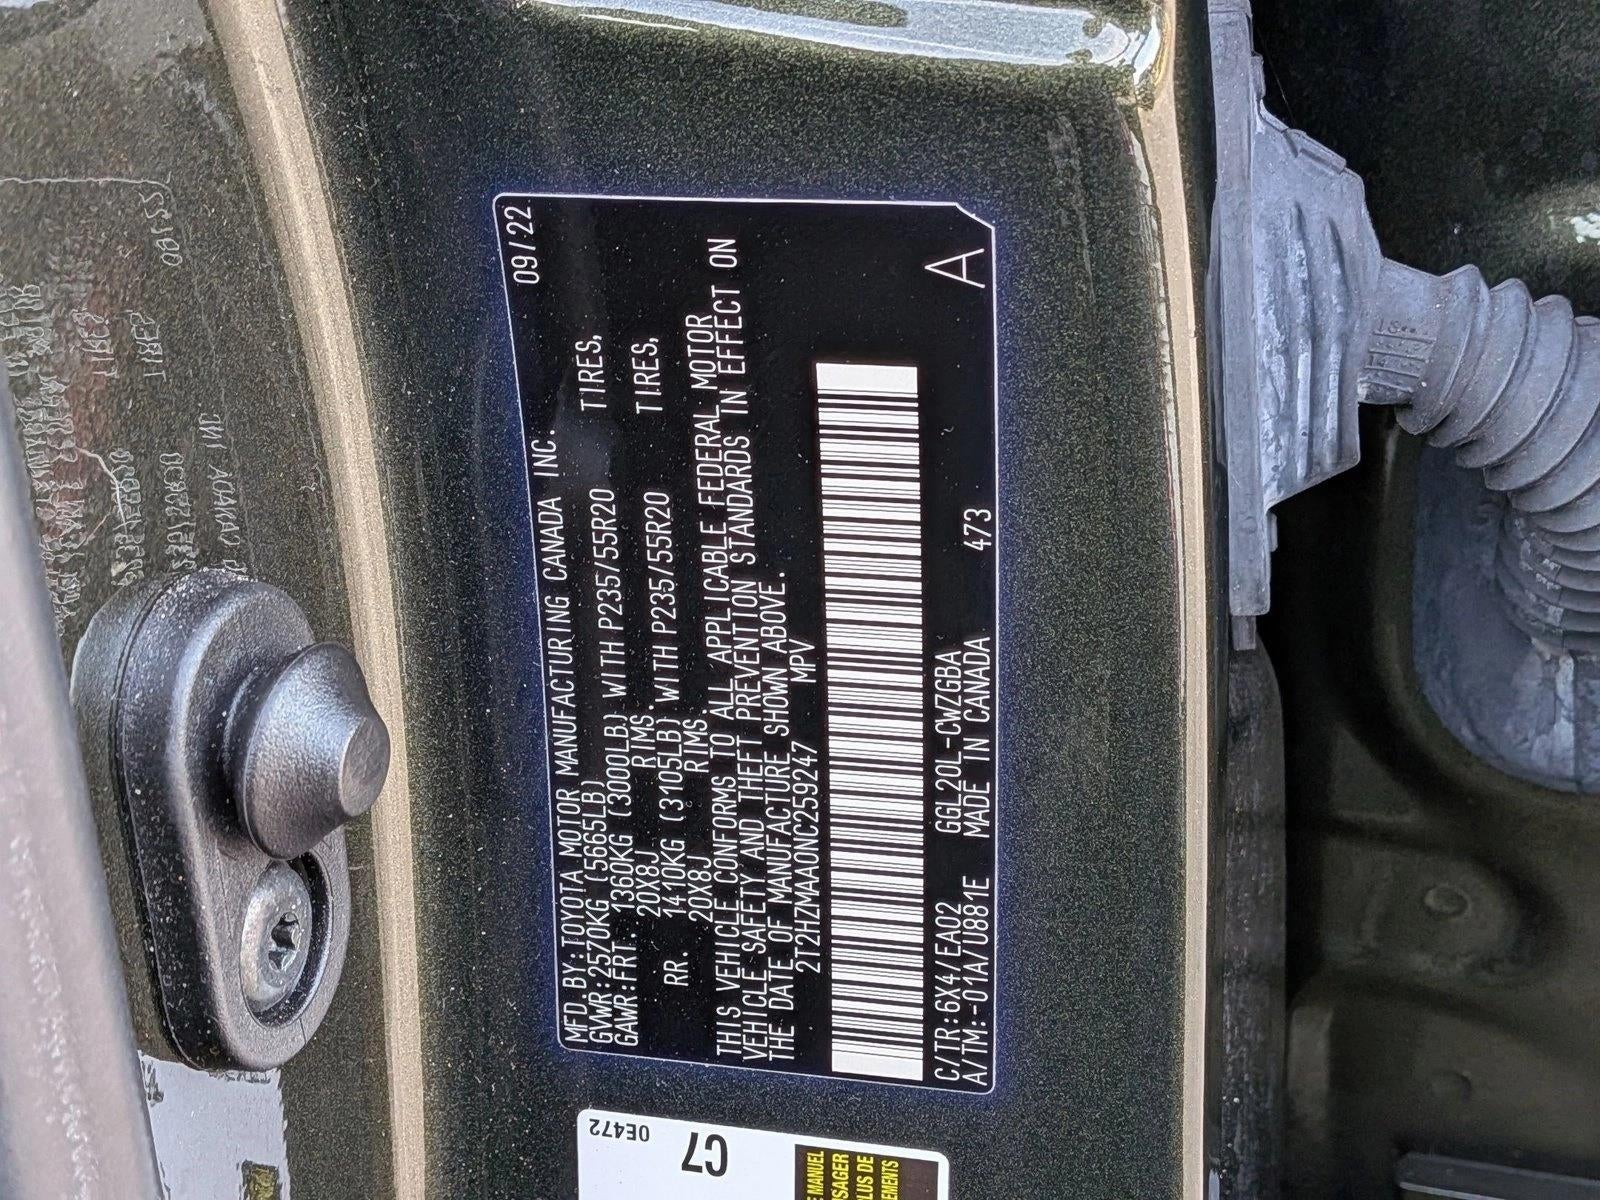 MFD. BY: TOYOTA MOTOR MANUFACTURING CANADA INC. 09/22
GVWR: 2570KG (5665LB)
GAWR: FRT. 1360KG (3000LB) WITH P235/55R20 TIRES,
20X8J RIMS.
RR. 1410KG (3105LB) WITH P235/55R20 TIRES,
20X8J RIMS.
THIS VEHICLE CONFORMS TO ALL APPLICABLE FEDERAL MOTOR
VEHICLE SAFETY AND THEFT PREVENTION STANDARDS IN EFFECT ON
THE DATE OF MANUFACTURE SHOWN ABOVE.
2T2HZMAA0NC259247 MPV
C/TR: 6X4/EA02 GGL20L-CWZGBA A
A/TM: -01A/U881E MADE IN CANADA 473
0E472
C7
MANUEL